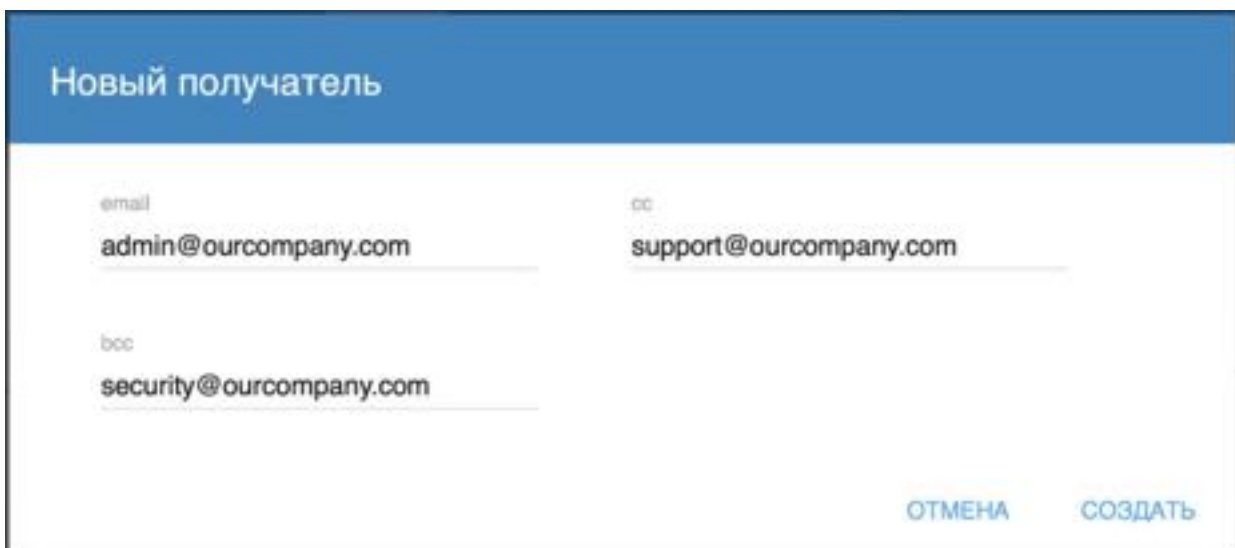 Новый получатель
email
cc
admin@ourcompany.com
support@ourcompany.com
bcc
security@ourcompany.com
ОТМЕНА
СОЗДАТЬ